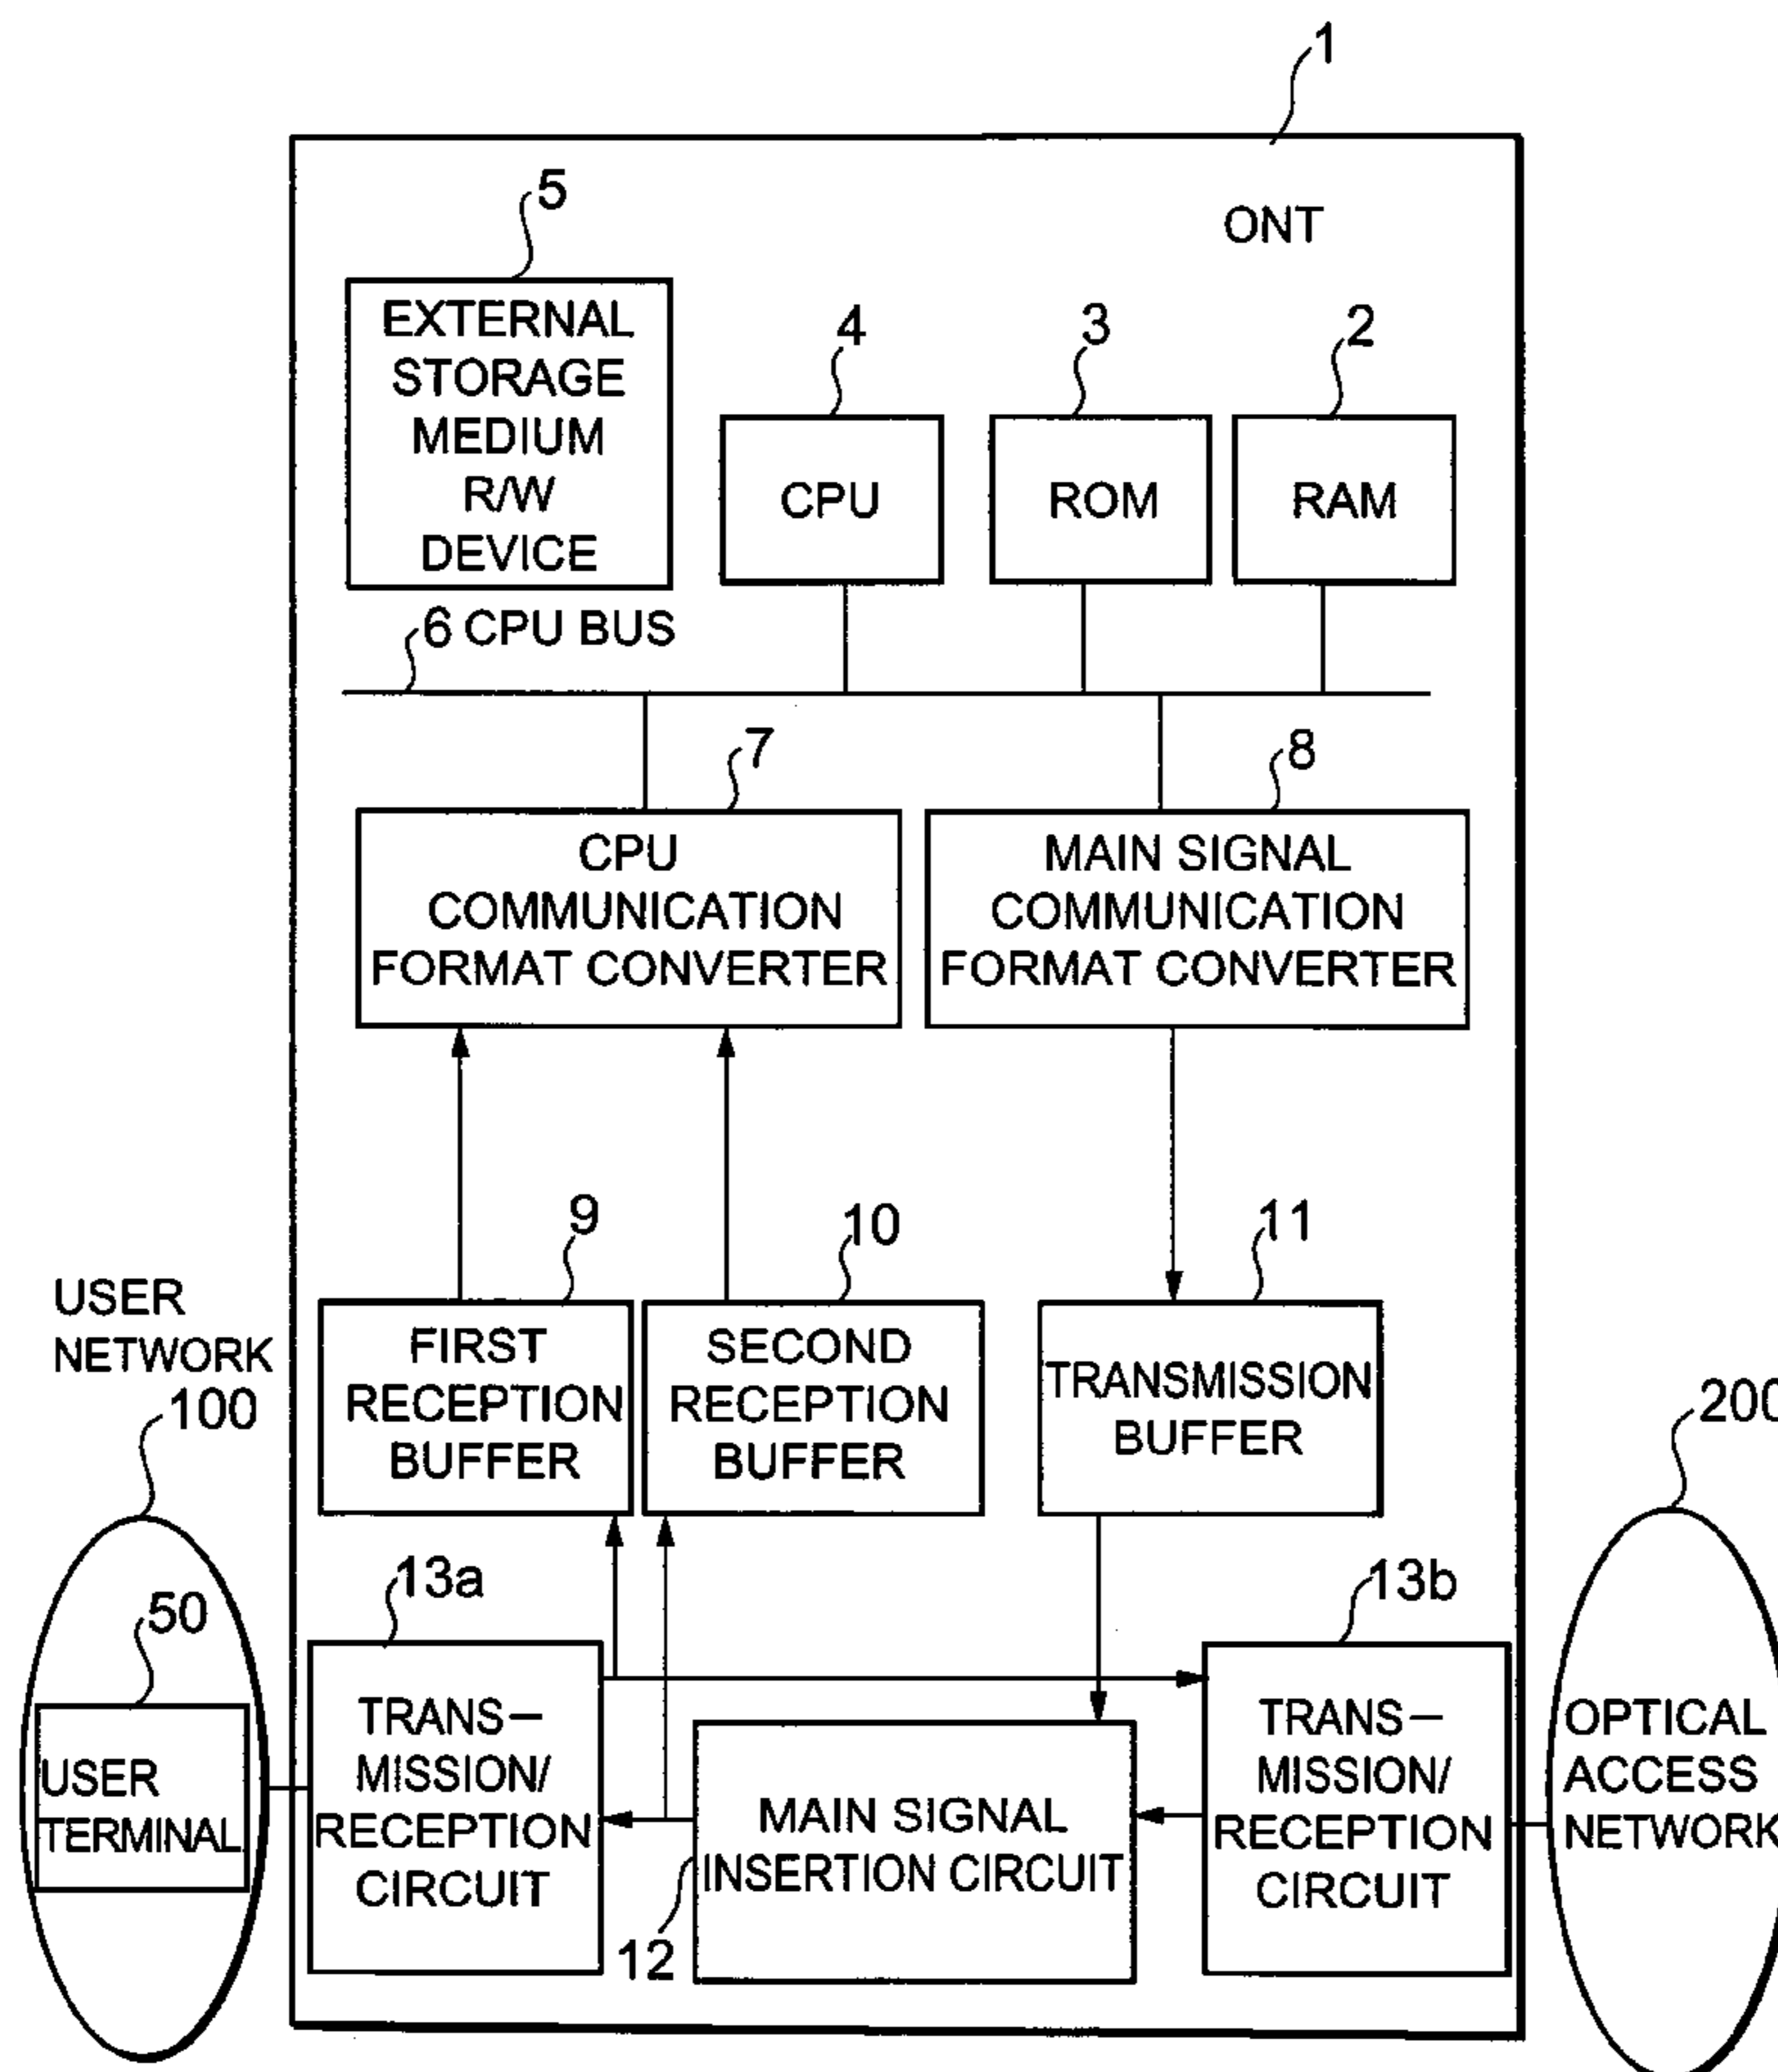 1
ONT
5
EXTERNAL
STORAGE
MEDIUM
R/W
DEVICE
4
CPU
3
ROM
2
RAM
6 CPU BUS
7
CPU
COMMUNICATION
FORMAT CONVERTER
8
MAIN SIGNAL
COMMUNICATION
FORMAT CONVERTER
9
FIRST
RECEPTION
BUFFER
10
SECOND
RECEPTION
BUFFER
11
TRANSMISSION
BUFFER
USER
NETWORK
100
50
USER
TERMINAL
13a
TRANS-
MISSION/
RECEPTION
CIRCUIT
12
MAIN SIGNAL
INSERTION CIRCUIT
13b
TRANS-
MISSION/
RECEPTION
CIRCUIT
200
OPTICAL
ACCESS
NETWORK